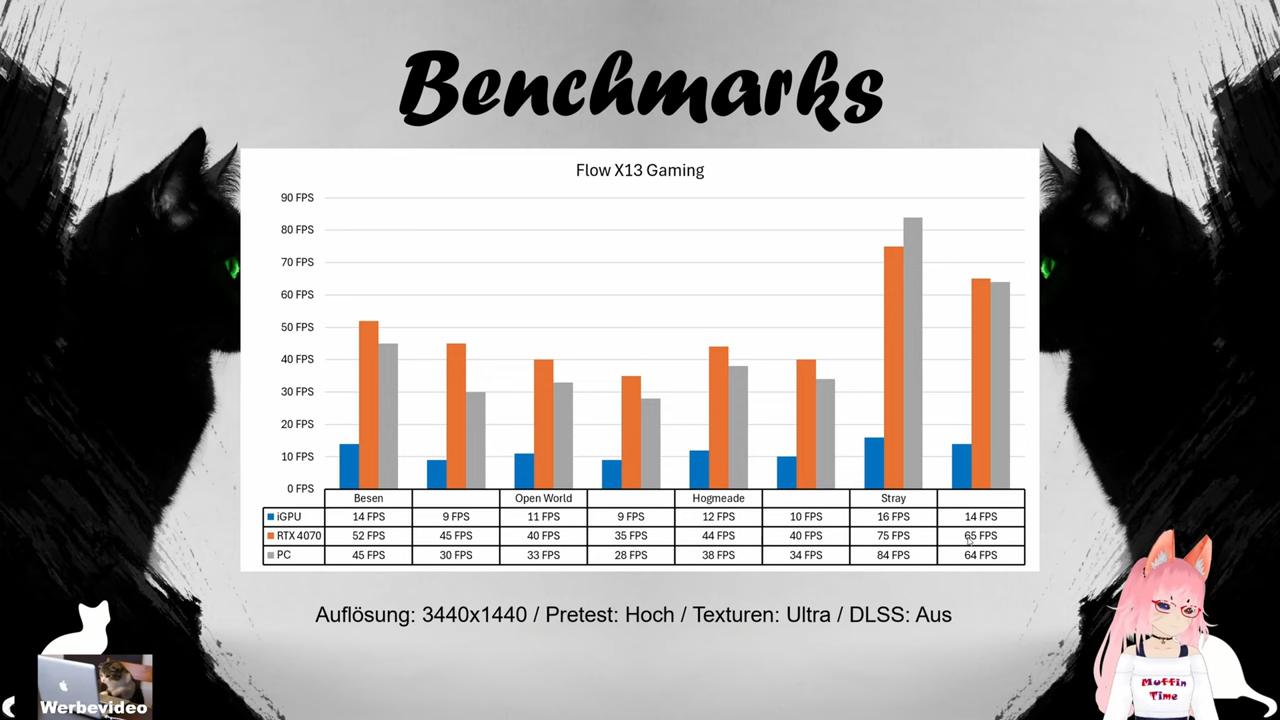 Benchmarks
Flow X13 Gaming
90 FPS
80 FPS
70 FPS
60 FPS
50 FPS
40 FPS
30 FPS
20 FPS
10 FPS
0 FPS
Besen Open World Hogmeade Stray
iGPU 14 FPS 9 FPS 11 FPS 9 FPS 12 FPS 10 FPS 16 FPS 14 FPS
RTX 4070 52 FPS 45 FPS 40 FPS 35 FPS 44 FPS 40 FPS 75 FPS 65 FPS
PC 45 FPS 30 FPS 33 FPS 28 FPS 38 FPS 34 FPS 84 FPS 64 FPS
Auflösung: 3440x1440 / Pretest: Hoch / Texturen: Ultra / DLSS: Aus
Werbevideo
Muffin
Time